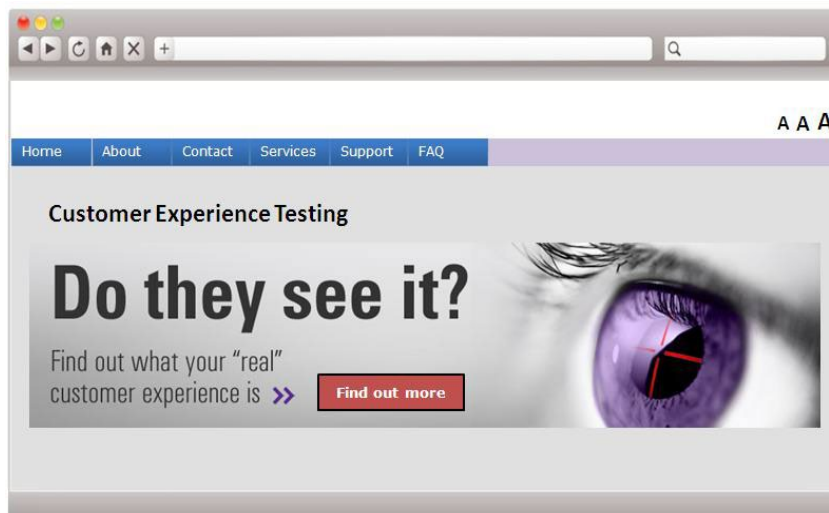 A A A
Home About Contact Services Support FAQ
Customer Experience Testing
Do they see it?
Find out what your “real”
customer experience is »
Find out more